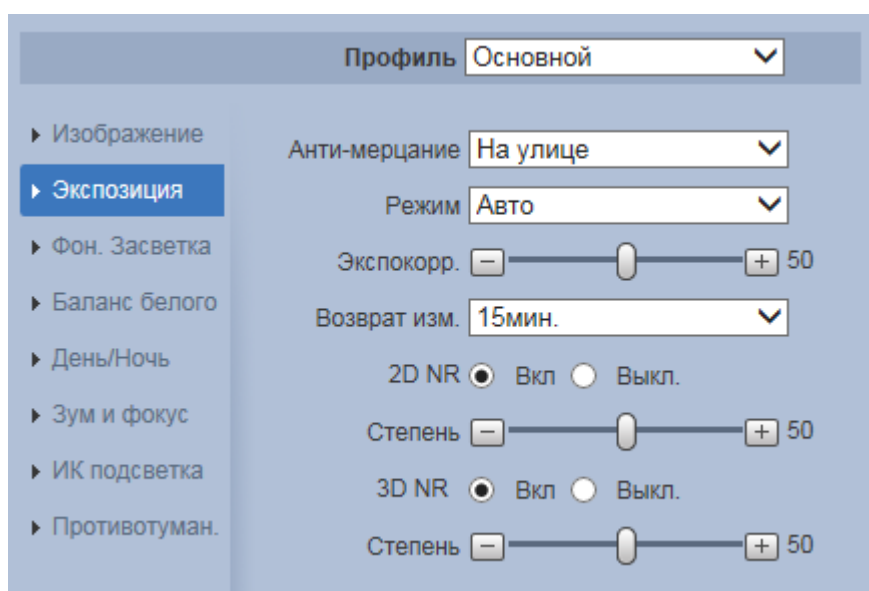 Профиль Основной
Изображение
Экспозиция
Фон. Засветка
Баланс белого
День/Ночь
Зум и фокус
ИК подсветка
Противотуман.
Анти-мерцание На улице
Режим Авто
Экспокорр. 50
Возврат изм. 15мин.
2D NR Вкл Выкл.
Степень 50
3D NR Вкл Выкл.
Степень 50